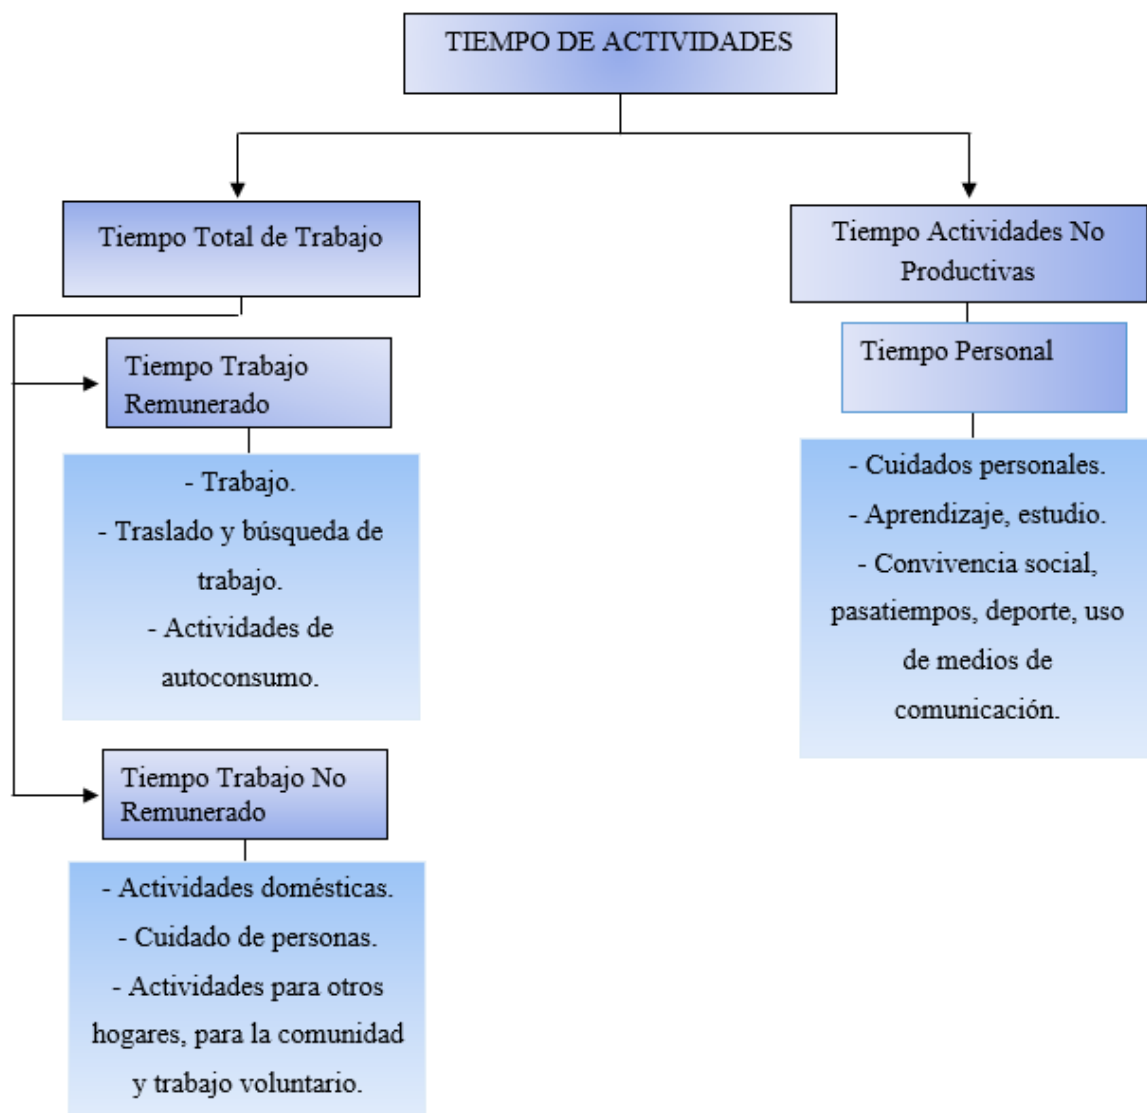 TIEMPO DE ACTIVIDADES
Tiempo Total de Trabajo
Tiempo Trabajo
Remunerado
- Trabajo.
- Traslado y búsqueda de
trabajo.
- Actividades de
autoconsumo.
Tiempo Trabajo No
Remunerado
- Actividades domésticas.
- Cuidado de personas.
- Actividades para otros
hogares, para la comunidad
y trabajo voluntario.
Tiempo Actividades No
Productivas
Tiempo Personal
- Cuidados personales.
- Aprendizaje, estudio.
- Convivencia social,
pasatiempos, deporte, uso
de medios de
comunicación.